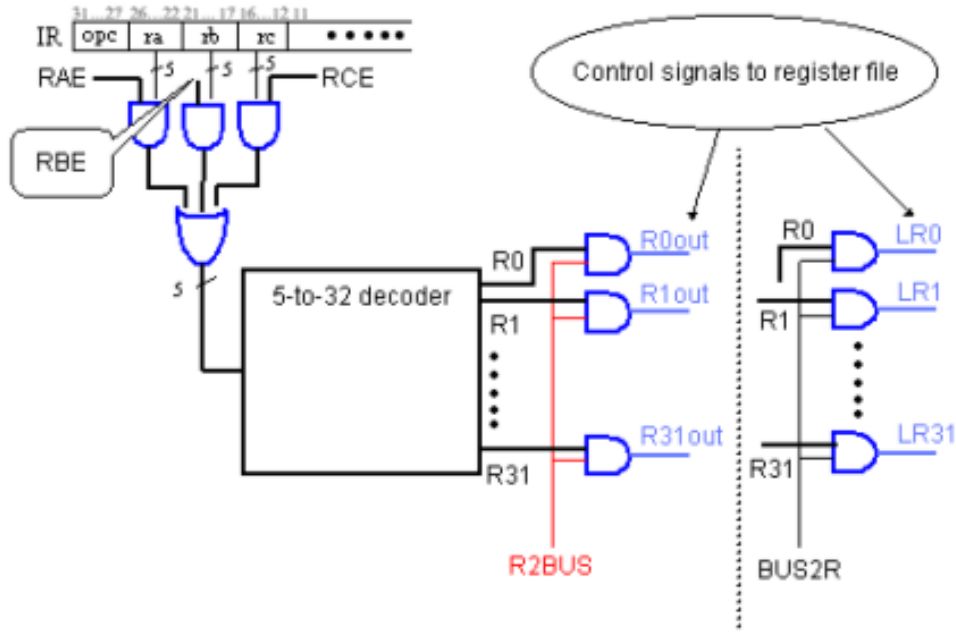 31...27 26...22 21...17 16...12 11
IR opc ra rb rc
5 5 5
RAE RCE
RBE
Control signals to register file
5
5-to-32 decoder
R0 R0out
R1 R1out
R31 R31out
R2BUS
R0 LR0
R1 LR1
R31 LR31
BUS2R